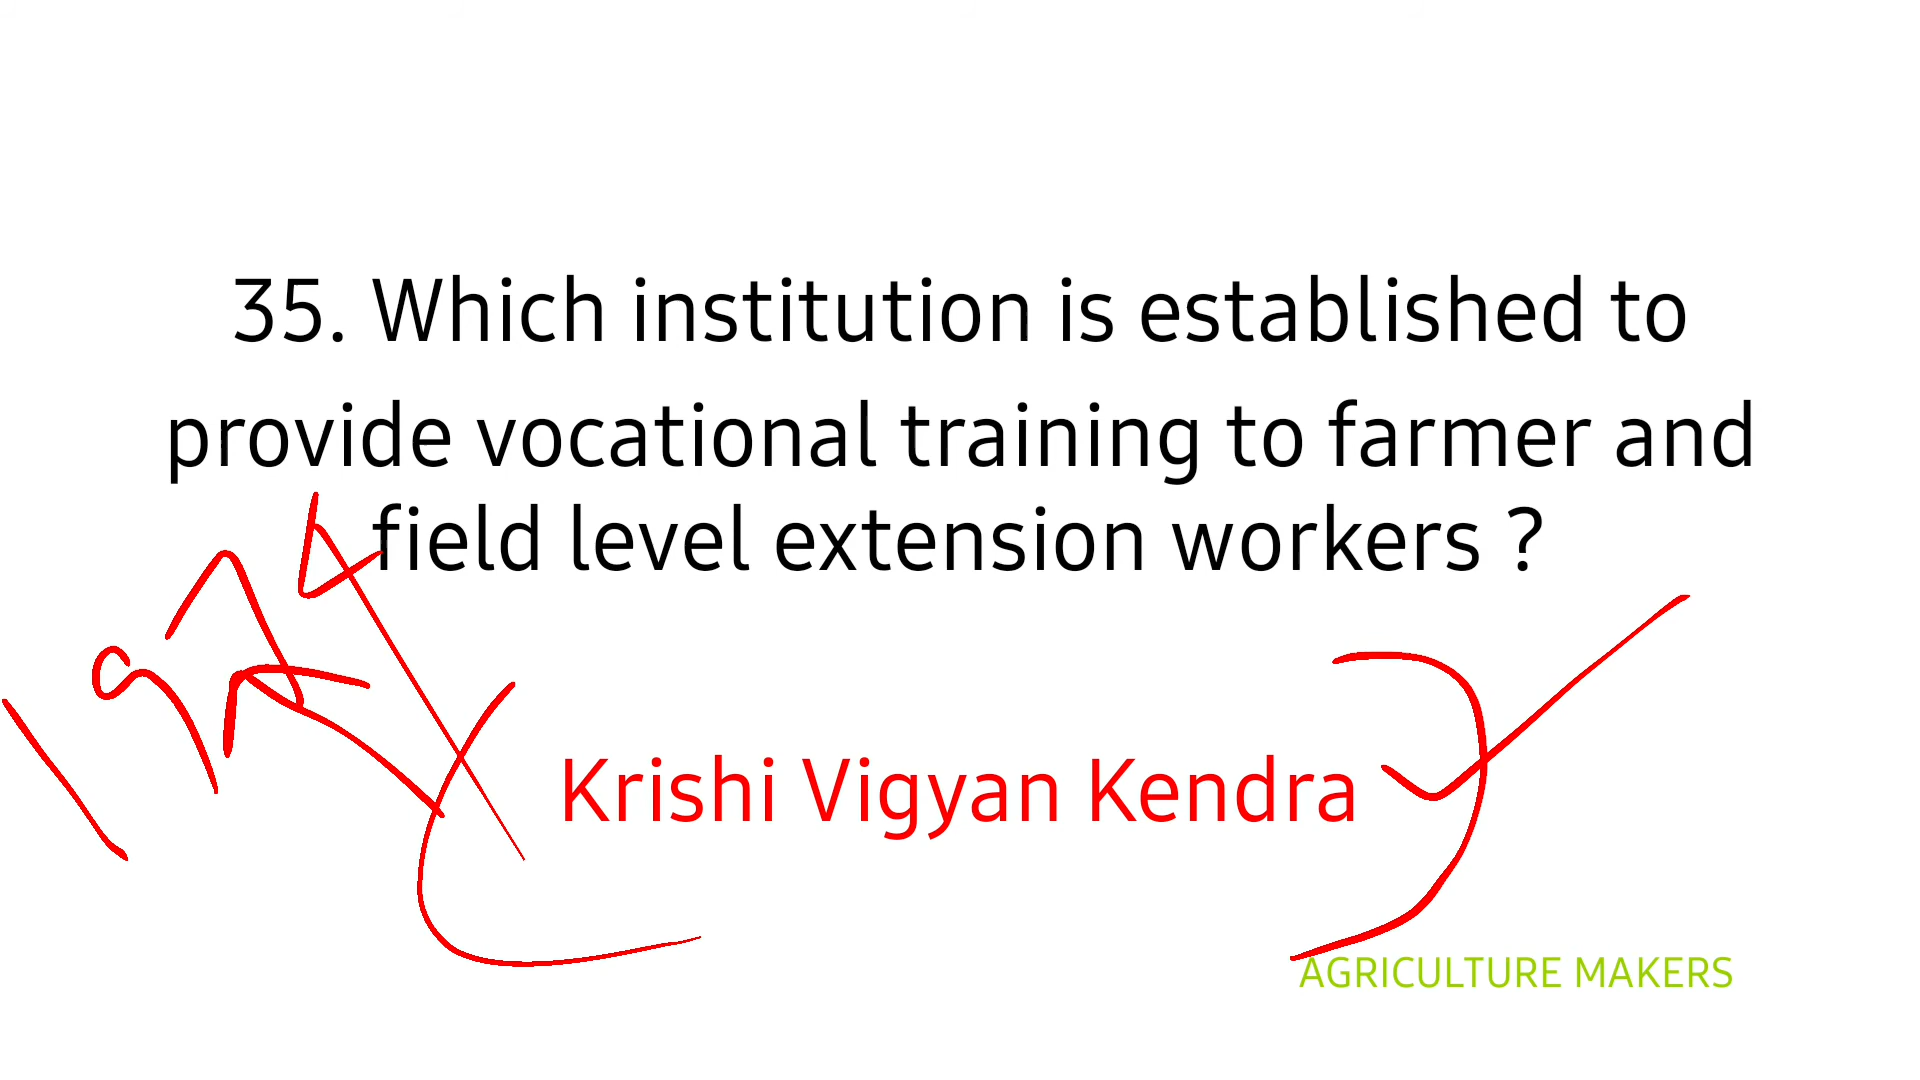 35. Which institution is established to
provide vocational training to farmer and
field level extension workers ?
1974
Krishi Vigyan Kendra
AGRICULTURE MAKERS